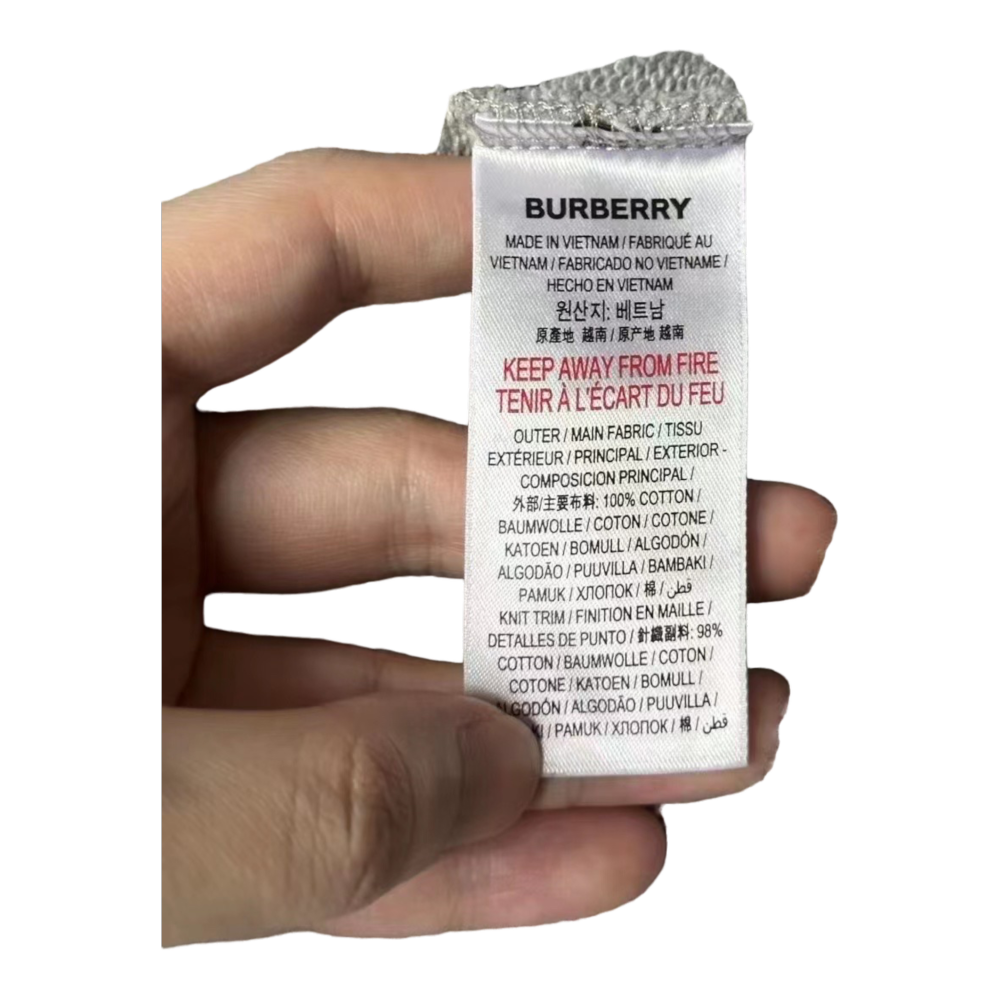 BURBERRY
MADE IN VIETNAM / FABRIQUÉ AU
VIETNAM / FABRICADO NO VIETNAME /
HECHO EN VIETNAM
원산지: 베트남
原產地 越南 / 原产地 越南
KEEP AWAY FROM FIRE
TENIR À L'ÉCART DU FEU
OUTER / MAIN FABRIC / TISSU
EXTÉRIEUR / PRINCIPAL / EXTERIOR -
COMPOSICION PRINCIPAL /
外部/主要布料: 100% COTTON /
BAUMWOLLE / COTON / COTONE /
KATOEN / BOMULL / ALGODÓN /
ALGODÃO / PUUVILLA / BAMBAKI /
PAMUK / ХЛОПОК / 棉 / قطن
KNIT TRIM / FINITION EN MAILLE /
DETALLES DE PUNTO / 針織副料: 98%
COTTON / BAUMWOLLE / COTON /
COTONE / KATOEN / BOMULL /
ALGODÓN / ALGODÃO / PUUVILLA /
/ PAMUK / ХЛОПОК / 棉 / قطن